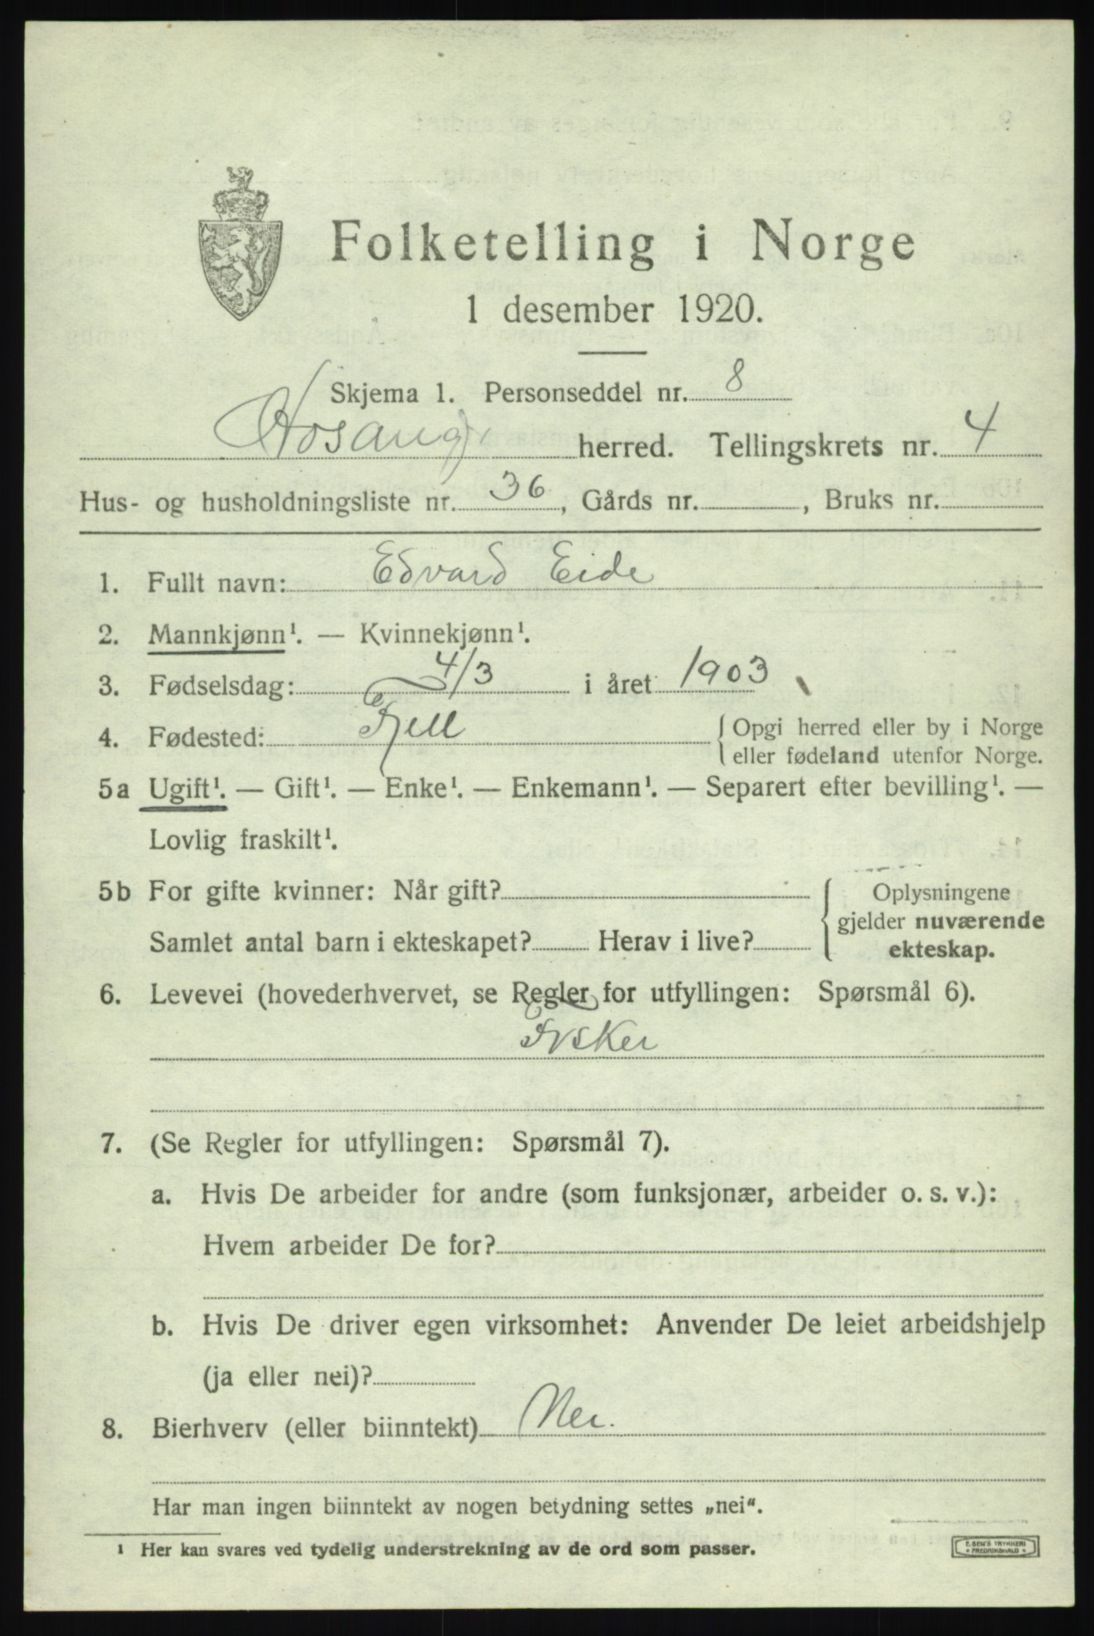 Folketelling i Norge
1 desember 1920.
Skjema 1. Personseddel nr. 8
Hosanger herred. Tellingskrets nr. 4
Hus- og husholdningsliste nr. 36, Gårds nr. , Bruks nr.
1. Fullt navn: Edvard Eide
2. Mannkjønn¹. — Kvinnekjønn¹.
3. Fødselsdag: 4/3 i året 1903
4. Fødested: Fjell { Opgi herred eller by i Norge
eller fødeland utenfor Norge.
5a Ugift¹. — Gift¹. — Enke¹. — Enkemann¹. — Separert efter bevilling¹. —
Lovlig fraskilt¹.
5b For gifte kvinner: Når gift? { Oplysningene
gjelder nuværende
Samlet antal barn i ekteskapet? Herav i live? ekteskap.
6. Levevei (hovederhvervet, se Regler for utfyllingen: Spørsmål 6).
Fisker
7. (Se Regler for utfyllingen: Spørsmål 7).
a. Hvis De arbeider for andre (som funksjonær, arbeider o. s. v.):
Hvem arbeider De for?
b. Hvis De driver egen virksomhet: Anvender De leiet arbeidshjelp
(ja eller nei)?
8. Bierhverv (eller biinntekt) Nei.
Har man ingen biinntekt av nogen betydning settes „nei“.
¹ Her kan svares ved tydelig understrekning av de ord som passer.
E. SEM'S TRYKKERI
FREDRIKSHALD